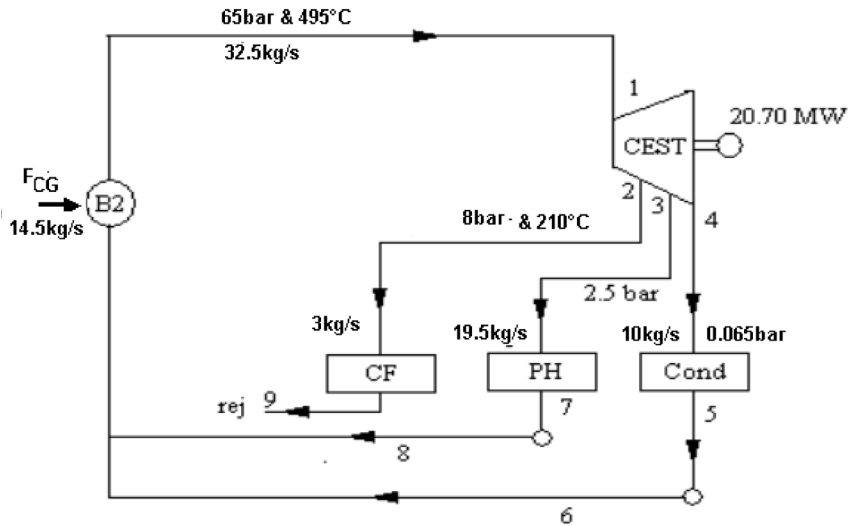 65bar & 495°C
32.5kg/s
1
20.70 MW
CEST
F_CG
B2
14.5kg/s
2
3
4
8bar- & 210°C
2.5 bar
3kg/s
19.5kg/s
10kg/s
0.065bar
CF
PH
Cond
rej
9
7
5
8
6